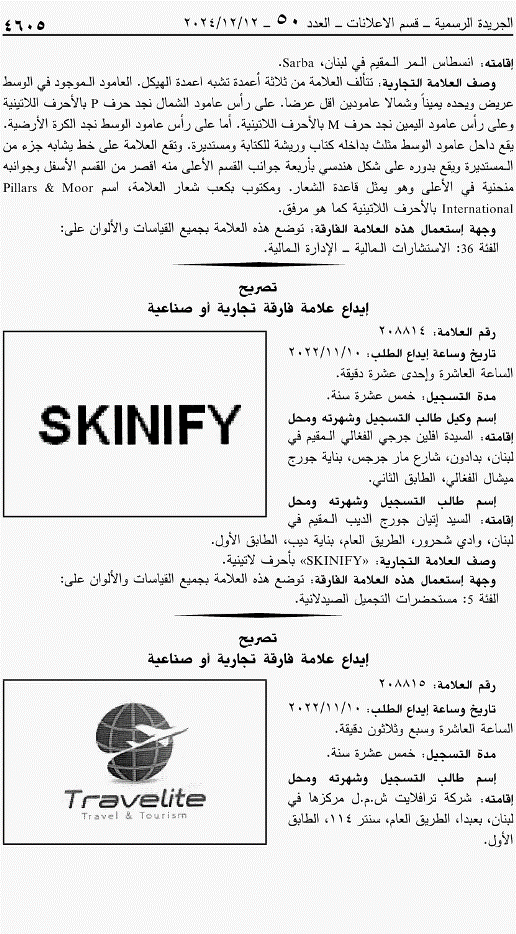 الجريدة الرسمية – قسم الاعلانات – العدد ٥٠ – ٢٠٢٤/١٢/١٢
٤٦٠٥
إقامته: انسطاس المر المقيم في لبنان، Sarba.
وصف العلامة التجارية: تتألف العلامة من ثلاثة أعمدة تشبه اعمدة الهيكل. العامود الموجود في الوسط
عريض ويحده يميناً وشمالا عامودين اقل عرضا. على رأس عامود الشمال نجد حرف P بالأحرف اللاتينية
وعلى رأس عامود اليمين نجد حرف M بالأحرف اللاتينية. أما على رأس عامود الوسط نجد الكرة الأرضية.
يقع داخل عامود الوسط مثلث بداخله كتاب وريشة للكتابة ومستديرة. وتقع العلامة على خط يشابه جزء من
المستديرة ويقع بدوره على شكل هندسي بأربعة جوانب القسم الأعلى منه اقصر من القسم الأسفل وجوانبه
منحنية في الأعلى وهو يمثل قاعدة الشعار. ومكتوب بكعب شعار العلامة، اسم Pillars & Moor
International بالأحرف اللاتينية كما هو مرفق.
وجهة إستعمال هذه العلامة الفارقة: توضع هذه العلامة بجميع القياسات والألوان على:
الفئة 36: الاستشارات المالية – الإدارة المالية.
تصريح
إيداع علامة فارقة تجارية أو صناعية
رقم العلامة: ٢٠٨٨١٤
تاريخ وساعة إيداع الطلب: ٢٠٢٢/١١/١٠
الساعة العاشرة وإحدى عشرة دقيقة.
مدة التسجيل: خمس عشرة سنة.
إسم وكيل طالب التسجيل وشهرته ومحل
إقامته: السيدة افلين جرجي الفغالي المقيم في
لبنان، بدادون، شارع مار جرجس، بناية جورج
ميشال الفغالي، الطابق الثاني.
إسم طالب التسجيل وشهرته ومحل
إقامته: السيد إتيان جورج الديب المقيم في
لبنان، وادي شحرور، الطريق العام، بناية ديب، الطابق الأول.
SKINIFY
وصف العلامة التجارية: «SKINIFY» بأحرف لاتينية.
وجهة إستعمال هذه العلامة الفارقة: توضع هذه العلامة بجميع القياسات والألوان على:
الفئة 5: مستحضرات التجميل الصيدلانية.
تصريح
إيداع علامة فارقة تجارية أو صناعية
رقم العلامة: ٢٠٨٨١٥
تاريخ وساعة إيداع الطلب: ٢٠٢٢/١١/١٠
الساعة العاشرة وسبع وثلاثون دقيقة.
مدة التسجيل: خمس عشرة سنة.
إسم طالب التسجيل وشهرته ومحل
إقامته: شركة ترافلايت ش.م.ل مركزها في
لبنان، بعبدا، الطريق العام، سنتر ١١٤، الطابق
الأول.
Travelite
Travel & Tourism